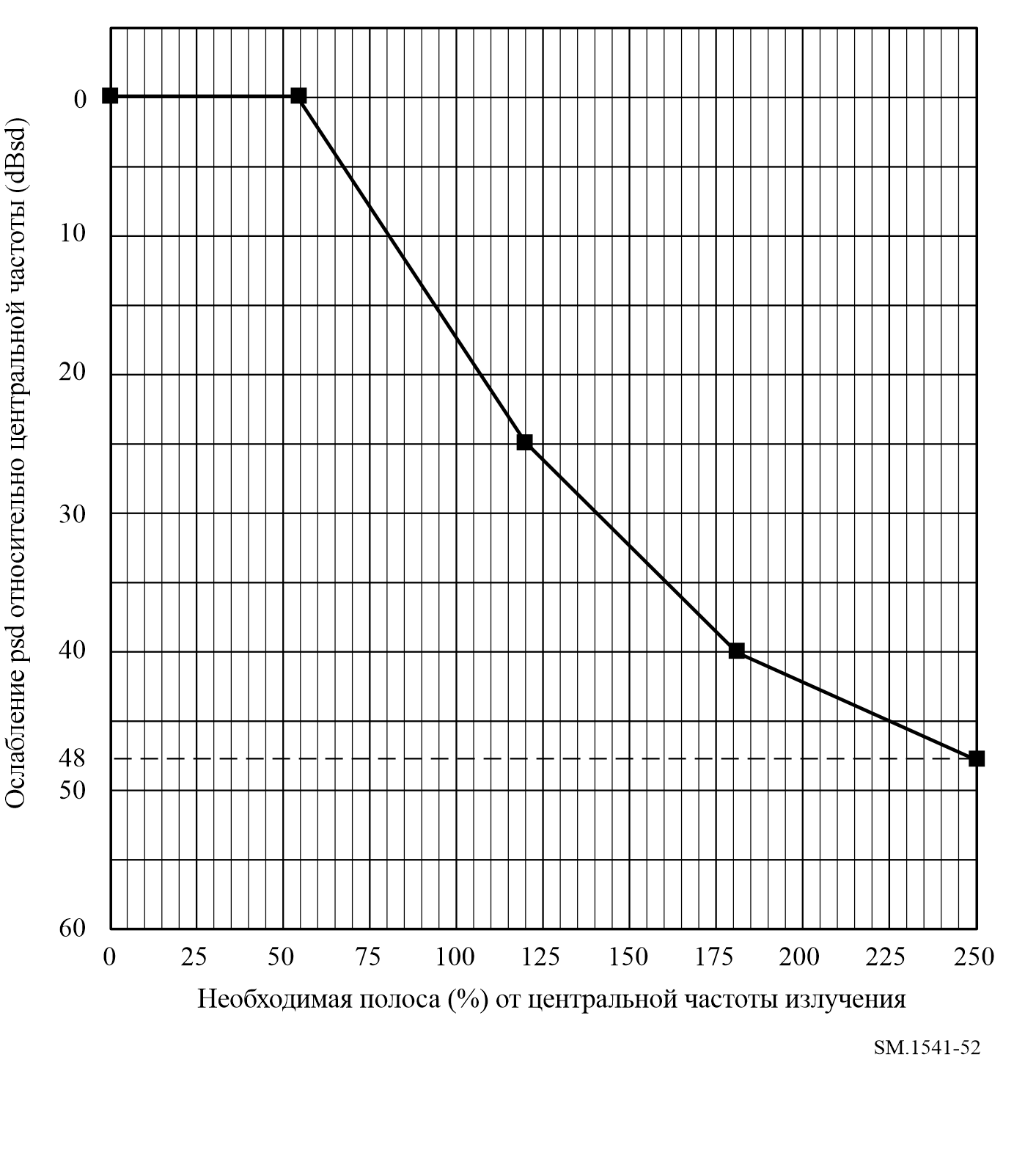 Ослабление psd относительно центральной частоты (dBsd)
0
10
20
30
40
48
50
60
0 25 50 75 100 125 150 175 200 225 250
Необходимая полоса (%) от центральной частоты излучения
SM.1541-52